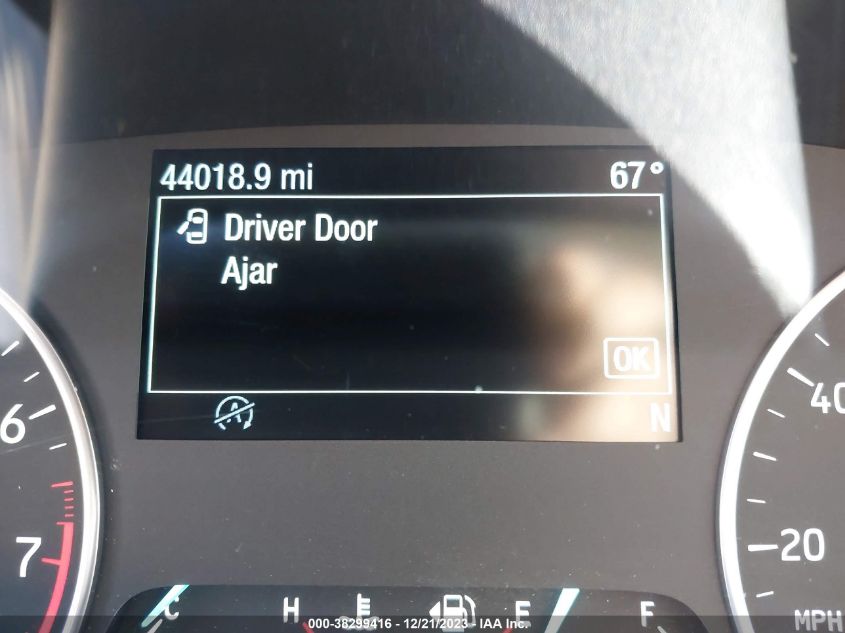 44018.9 mi 67°
Driver Door
Ajar
OK
A
N
6
7
40
20
MPH
C H E F
000-38299416 - 12/21/2023 - IAA Inc.